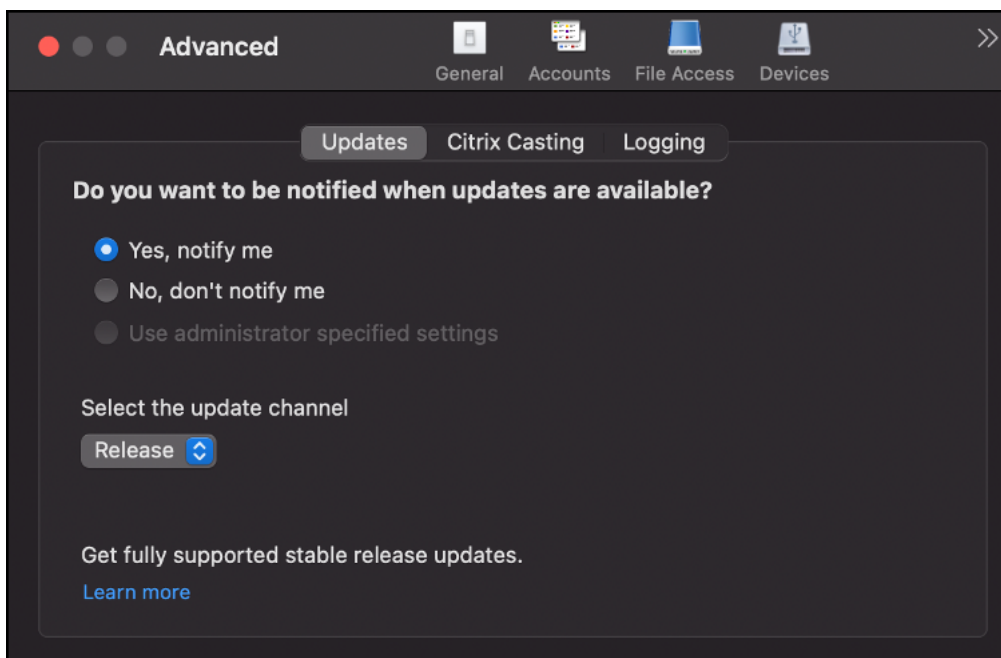 Advanced
General Accounts File Access Devices
Updates Citrix Casting Logging
Do you want to be notified when updates are available?
Yes, notify me
No, don't notify me
Use administrator specified settings
Select the update channel
Release
Get fully supported stable release updates.
Learn more